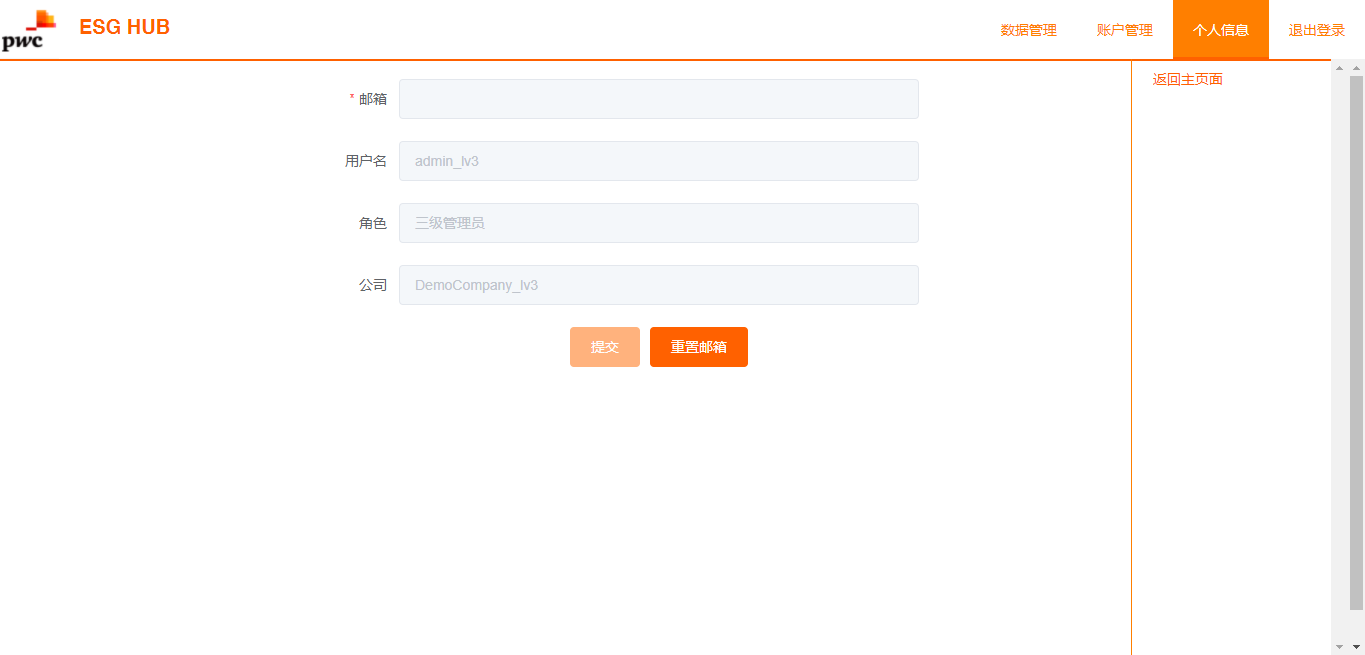 pwc
ESG HUB
数据管理
账户管理
个人信息
退出登录
返回主页面
* 邮箱
用户名
admin_lv3
角色
三级管理员
公司
DemoCompany_lv3
提交
重置邮箱